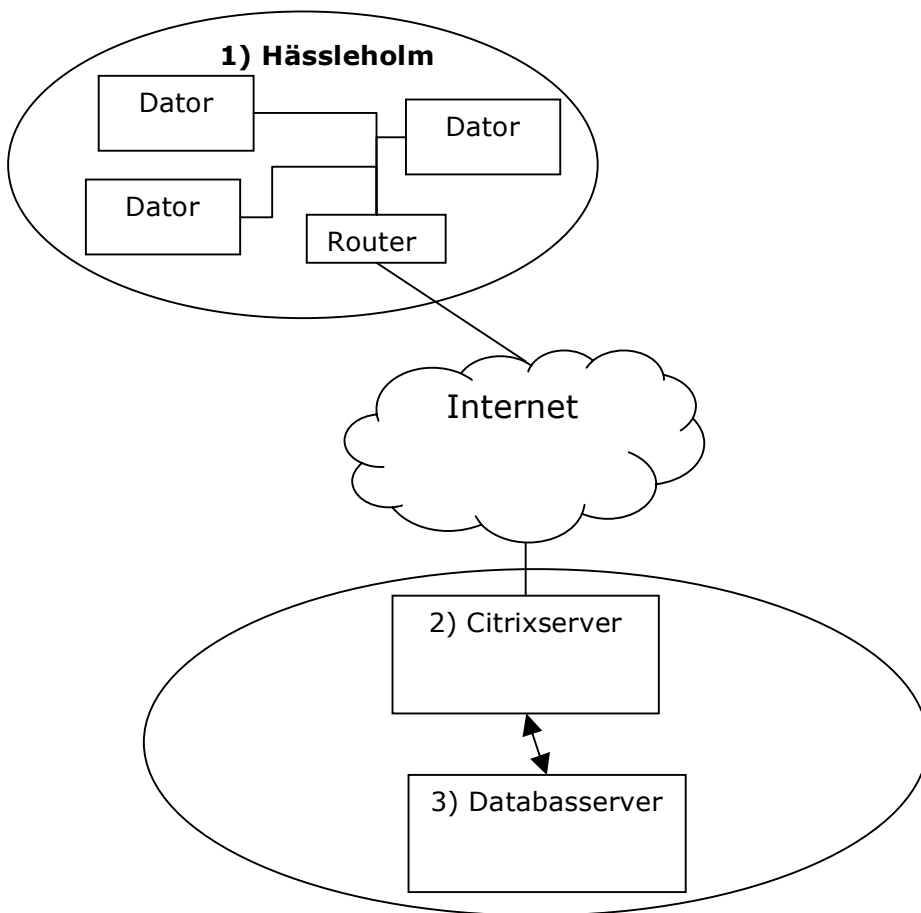 1) Hässleholm
Dator
Dator
Dator
Router
Internet
2) Citrixserver
3) Databasserver